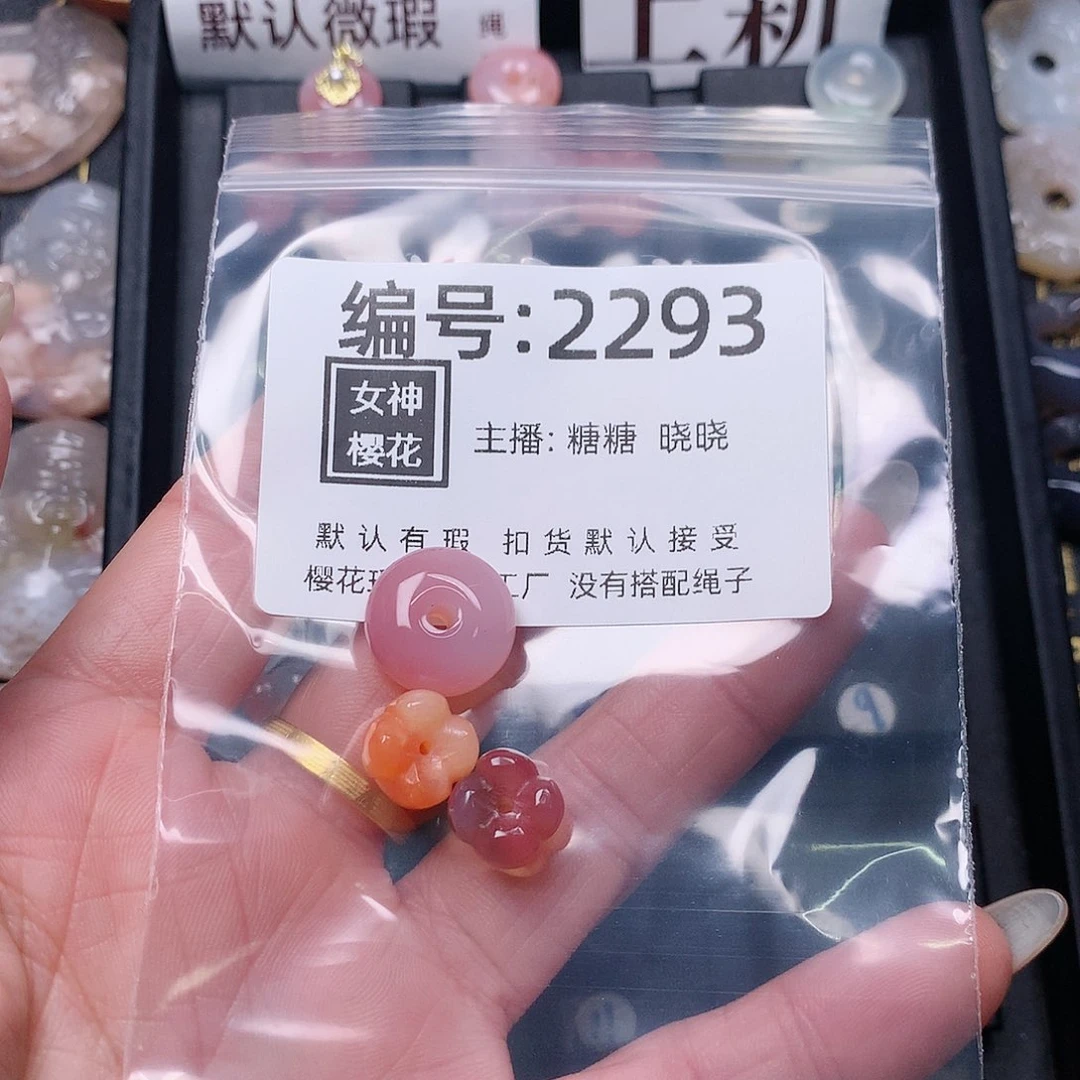 默认微瑕 绳
上新
编号:2293
女神
樱花
主播: 糖糖 晓晓
默认有瑕 扣货默认接受
樱花 工厂 没有搭配绳子